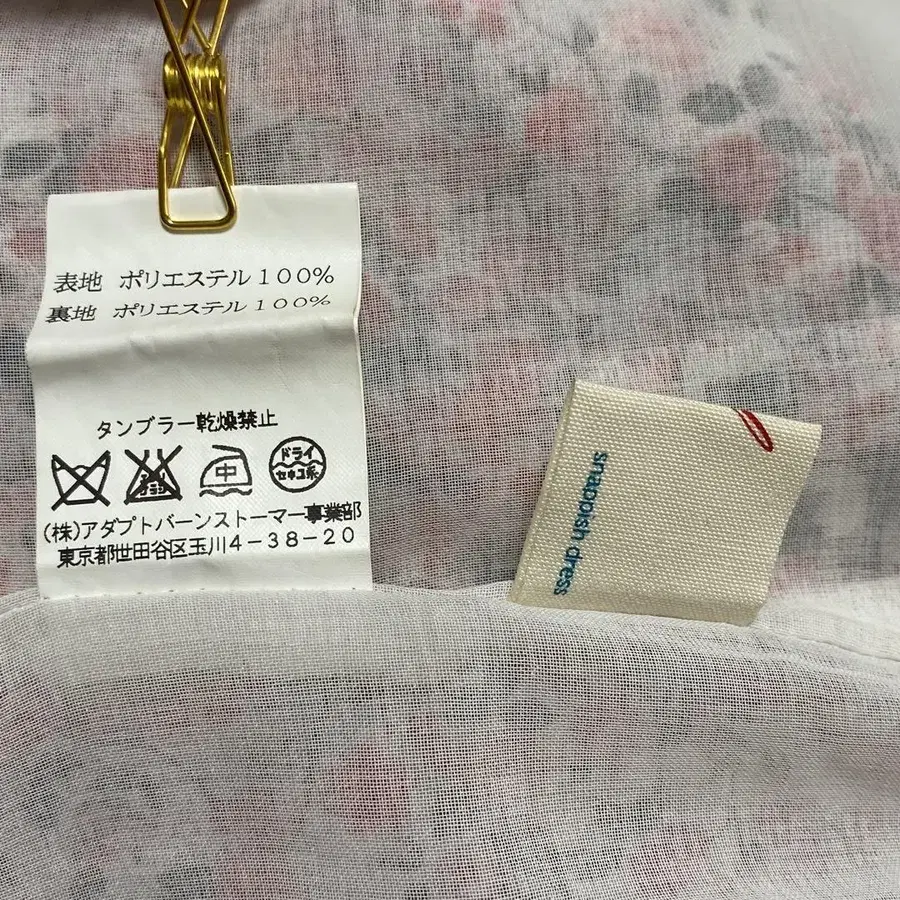 表地 ポリエステル100%
裏地 ポリエステル100%
タンブラー乾燥禁止
中
ドライ
セキユ系
(株)アダプトバーンストーマー事業部
東京都世田谷区玉川4-38-20
snappish dress